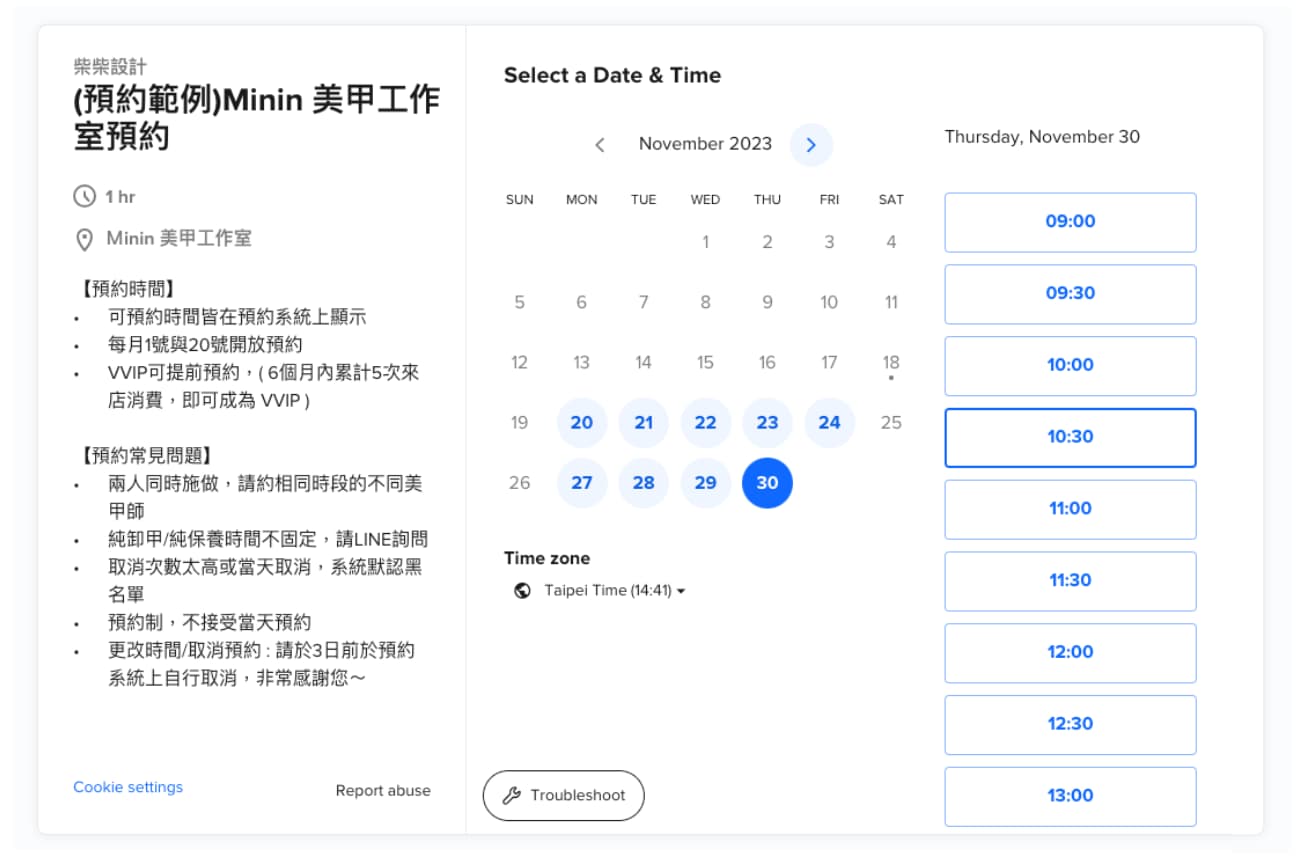 柴柴設計
(預約範例)Minin 美甲工作
室預約
1 hr
Minin 美甲工作室
【預約時間】
• 可預約時間皆在預約系統上顯示
• 每月1號與20號開放預約
• VVIP可提前預約，( 6個月內累計5次來
店消費，即可成為 VVIP )
【預約常見問題】
• 兩人同時施做，請約相同時段的不同美
甲師
• 純卸甲/純保養時間不固定，請LINE詢問
• 取消次數太高或當天取消，系統默認黑
名單
• 預約制，不接受當天預約
• 更改時間/取消預約 : 請於3日前於預約
系統上自行取消，非常感謝您～
Cookie settings
Report abuse
Select a Date & Time
November 2023
SUN MON TUE WED THU FRI SAT
1 2 3 4
5 6 7 8 9 10 11
12 13 14 15 16 17 18
19 20 21 22 23 24 25
26 27 28 29 30
Time zone
Taipei Time (14:41)
Troubleshoot
Thursday, November 30
09:00
09:30
10:00
10:30
11:00
11:30
12:00
12:30
13:00